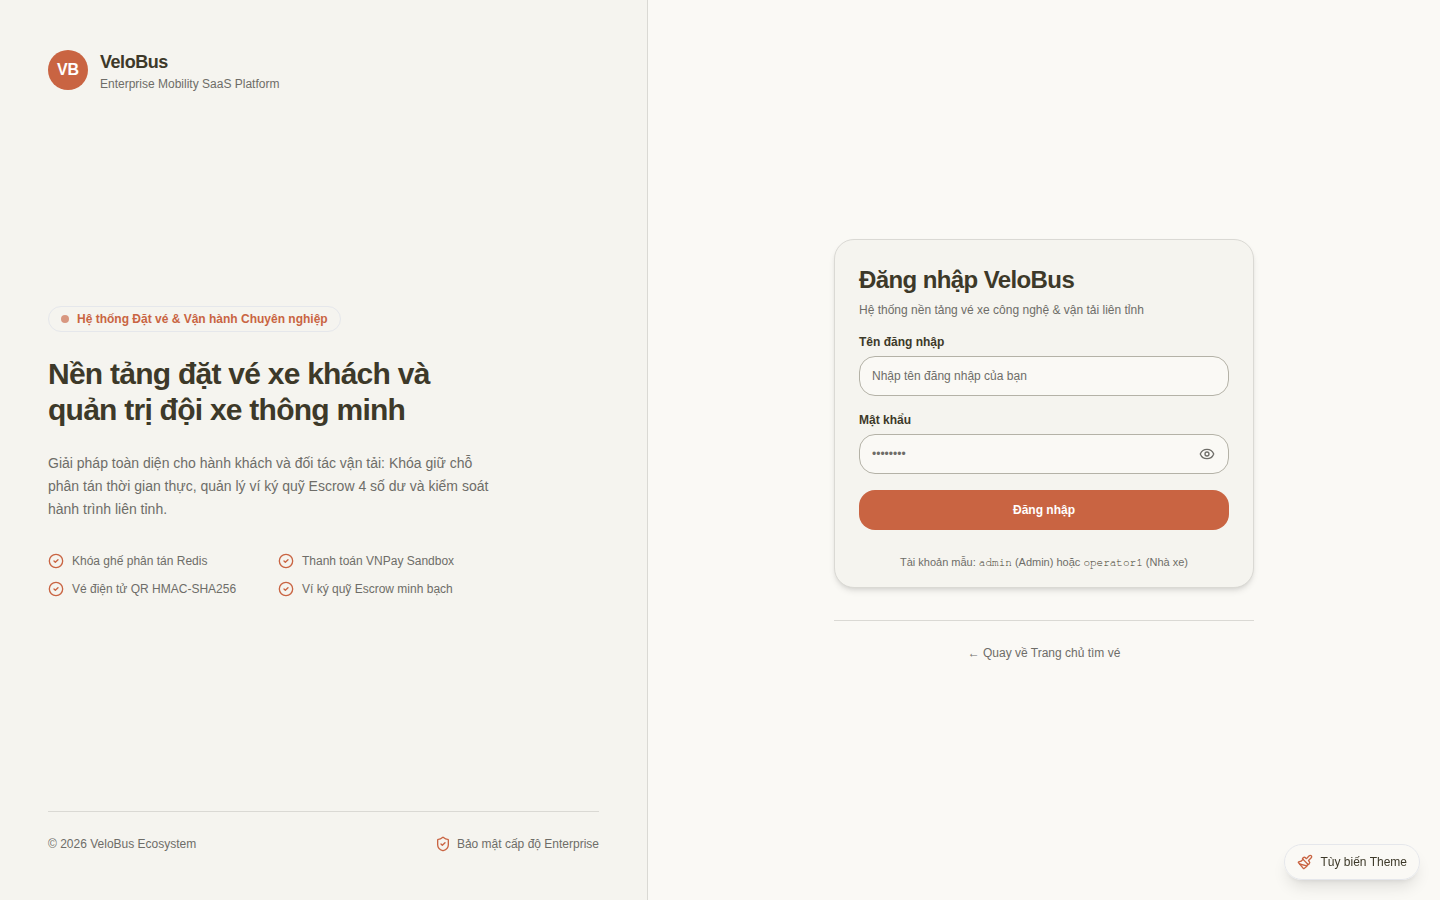 VB
VeloBus
Enterprise Mobility SaaS Platform
Hệ thống Đặt vé & Vận hành Chuyên nghiệp
Nền tảng đặt vé xe khách và
quản trị đội xe thông minh
Giải pháp toàn diện cho hành khách và đối tác vận tải: Khóa giữ chỗ
phân tán thời gian thực, quản lý ví ký quỹ Escrow 4 số dư và kiểm soát
hành trình liên tỉnh.
Khóa ghế phân tán Redis
Thanh toán VNPay Sandbox
Vé điện tử QR HMAC-SHA256
Ví ký quỹ Escrow minh bạch
© 2026 VeloBus Ecosystem
Bảo mật cấp độ Enterprise
Đăng nhập VeloBus
Hệ thống nền tảng vé xe công nghệ & vận tải liên tỉnh
Tên đăng nhập
Nhập tên đăng nhập của bạn
Mật khẩu
••••••••
Đăng nhập
Tài khoản mẫu: admin (Admin) hoặc operator1 (Nhà xe)
← Quay về Trang chủ tìm vé
Tùy biến Theme